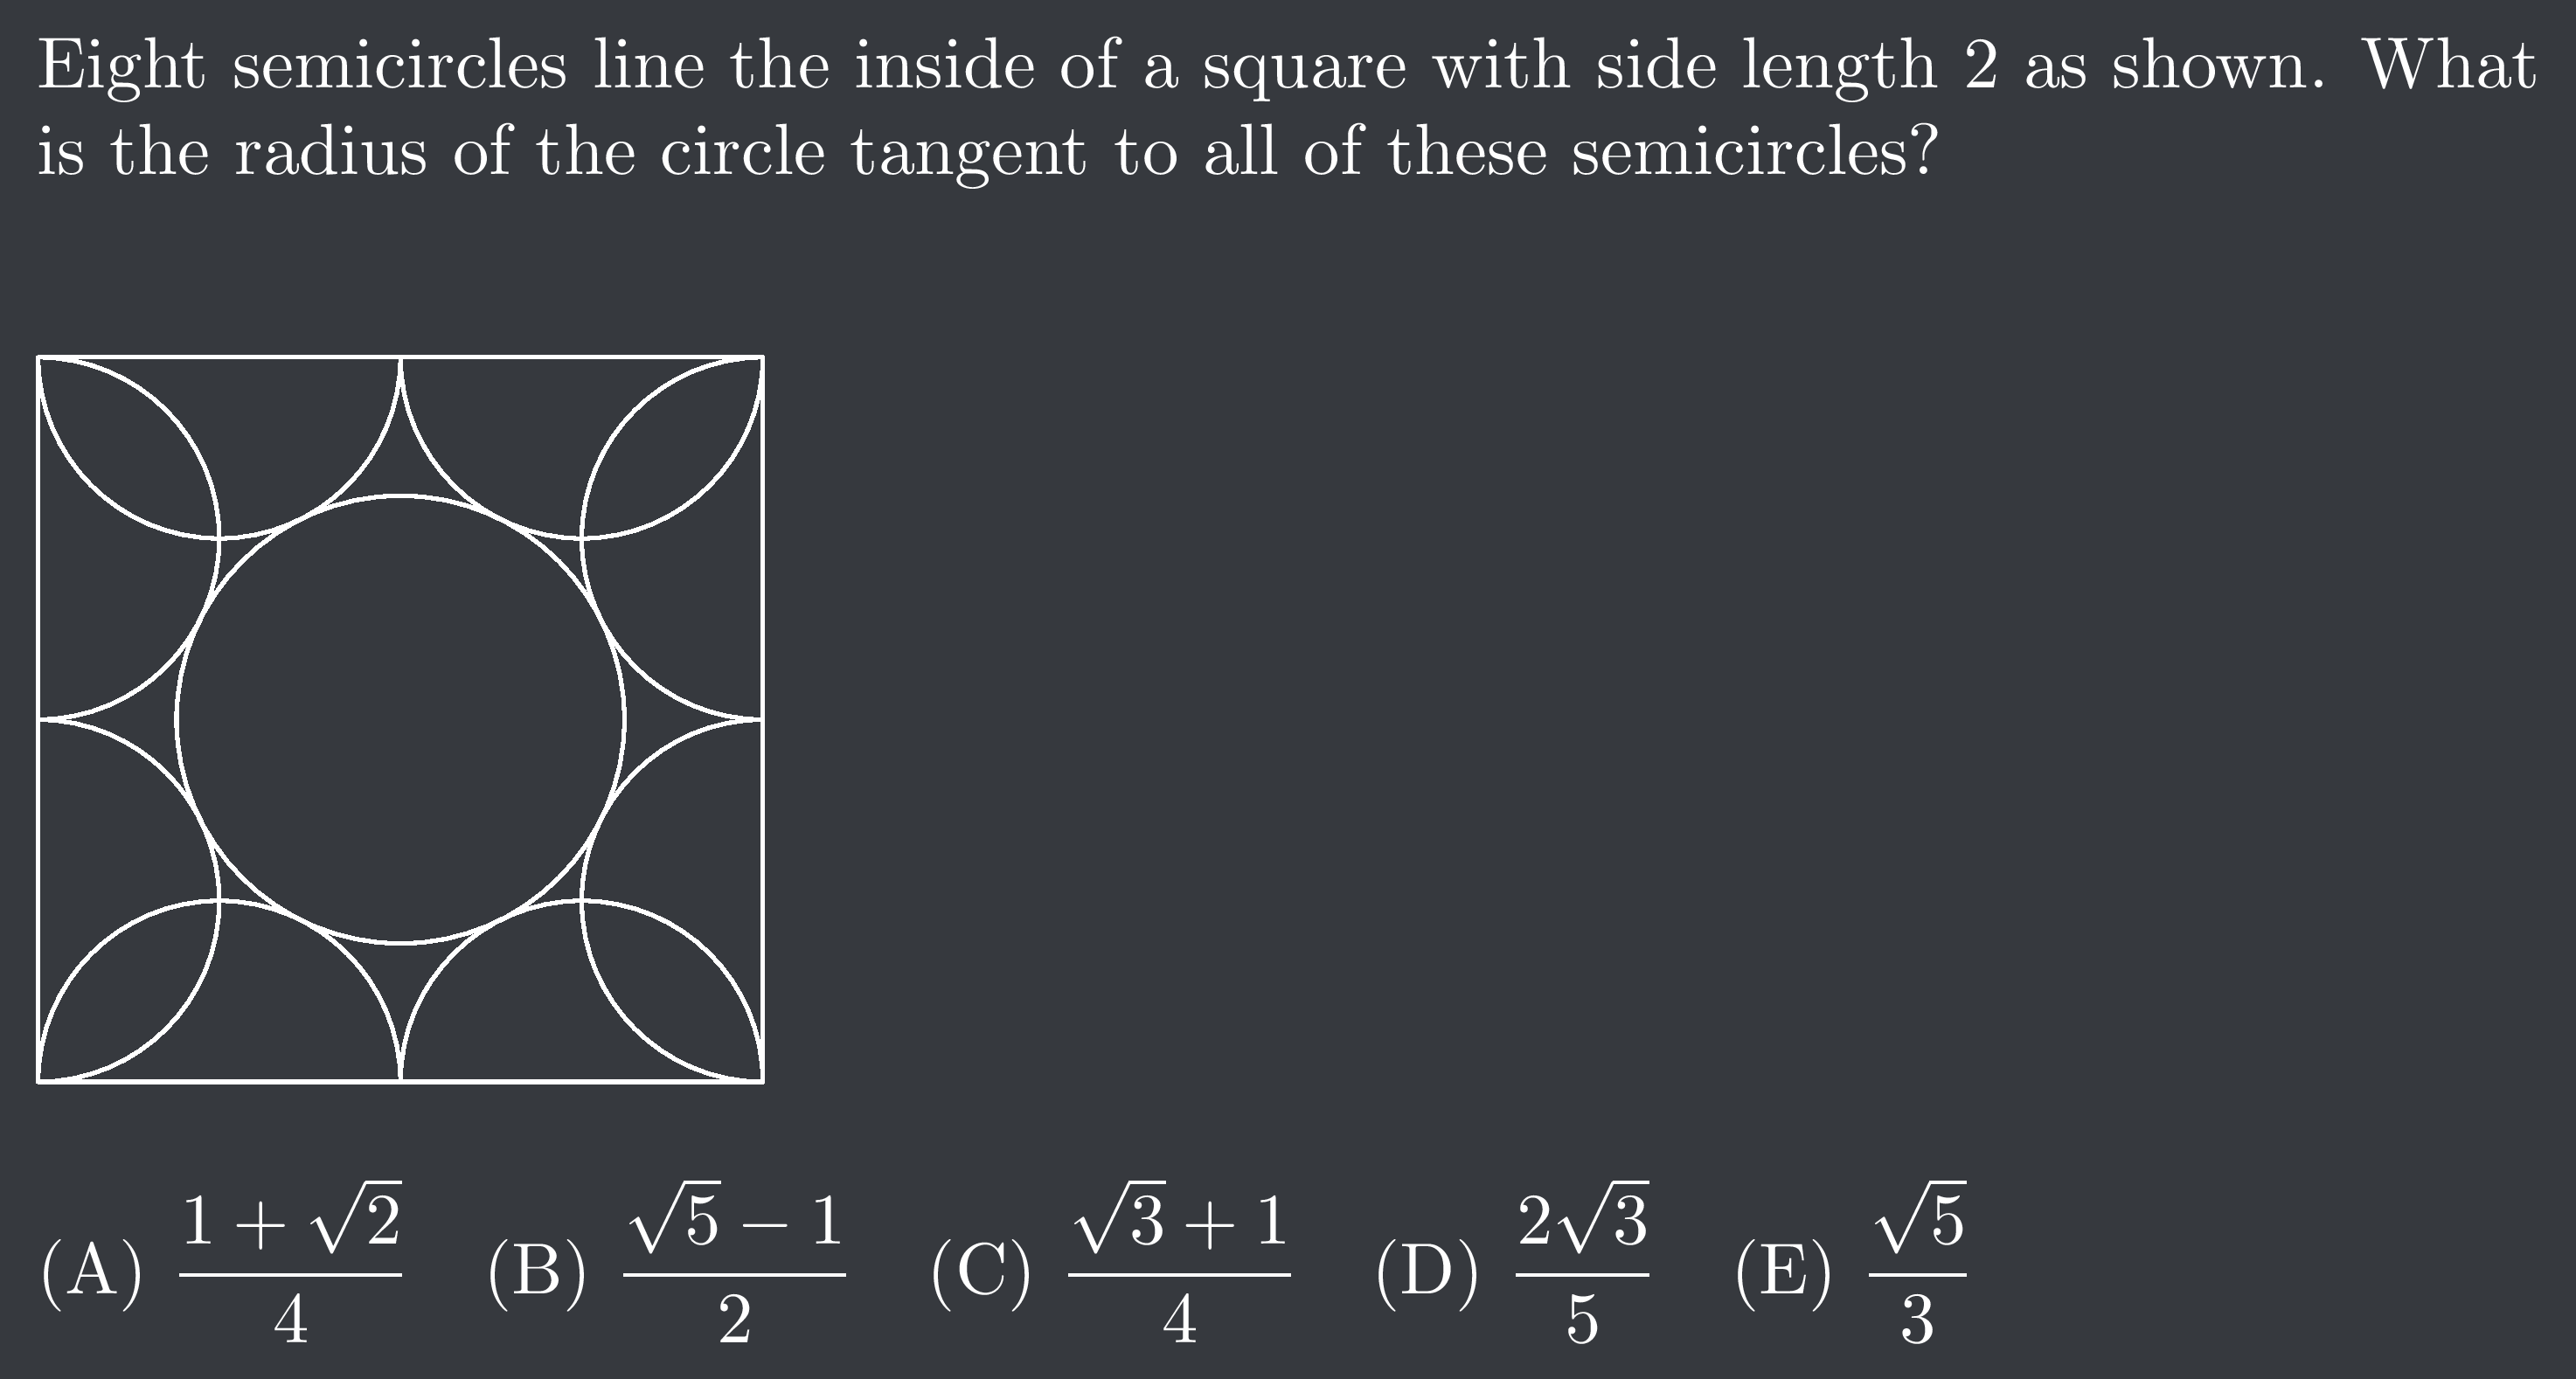 Eight semicircles line the inside of a square with side length 2 as shown. What
is the radius of the circle tangent to all of these semicircles?
(A) \frac{1+\sqrt{2}}{4} (B) \frac{\sqrt{5}-1}{2} (C) \frac{\sqrt{3}+1}{4} (D) \frac{2\sqrt{3}}{5} (E) \frac{\sqrt{5}}{3}